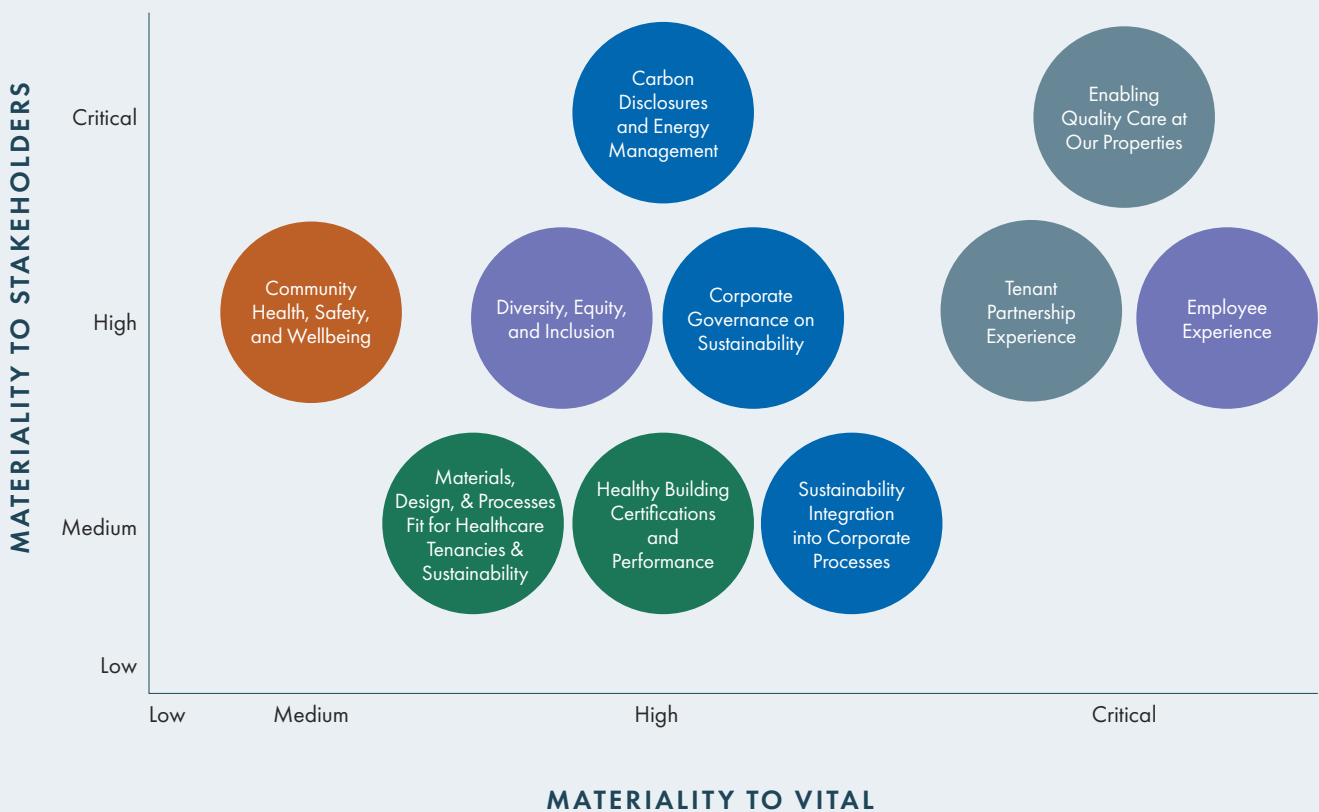 MATERIALITY TO STAKEHOLDERS
Critical
High
Medium
Low
Carbon
Disclosures
and Energy
Management
Enabling
Quality Care at
Our Properties
Community
Health, Safety,
and Wellbeing
Diversity, Equity,
and Inclusion
Corporate
Governance on
Sustainability
Tenant
Partnership
Experience
Employee
Experience
Materials,
Design, & Processes
Fit for Healthcare
Tenancies &
Sustainability
Healthy Building
Certifications
and
Performance
Sustainability
Integration
into Corporate
Processes
Low
Medium
High
Critical
MATERIALITY TO VITAL